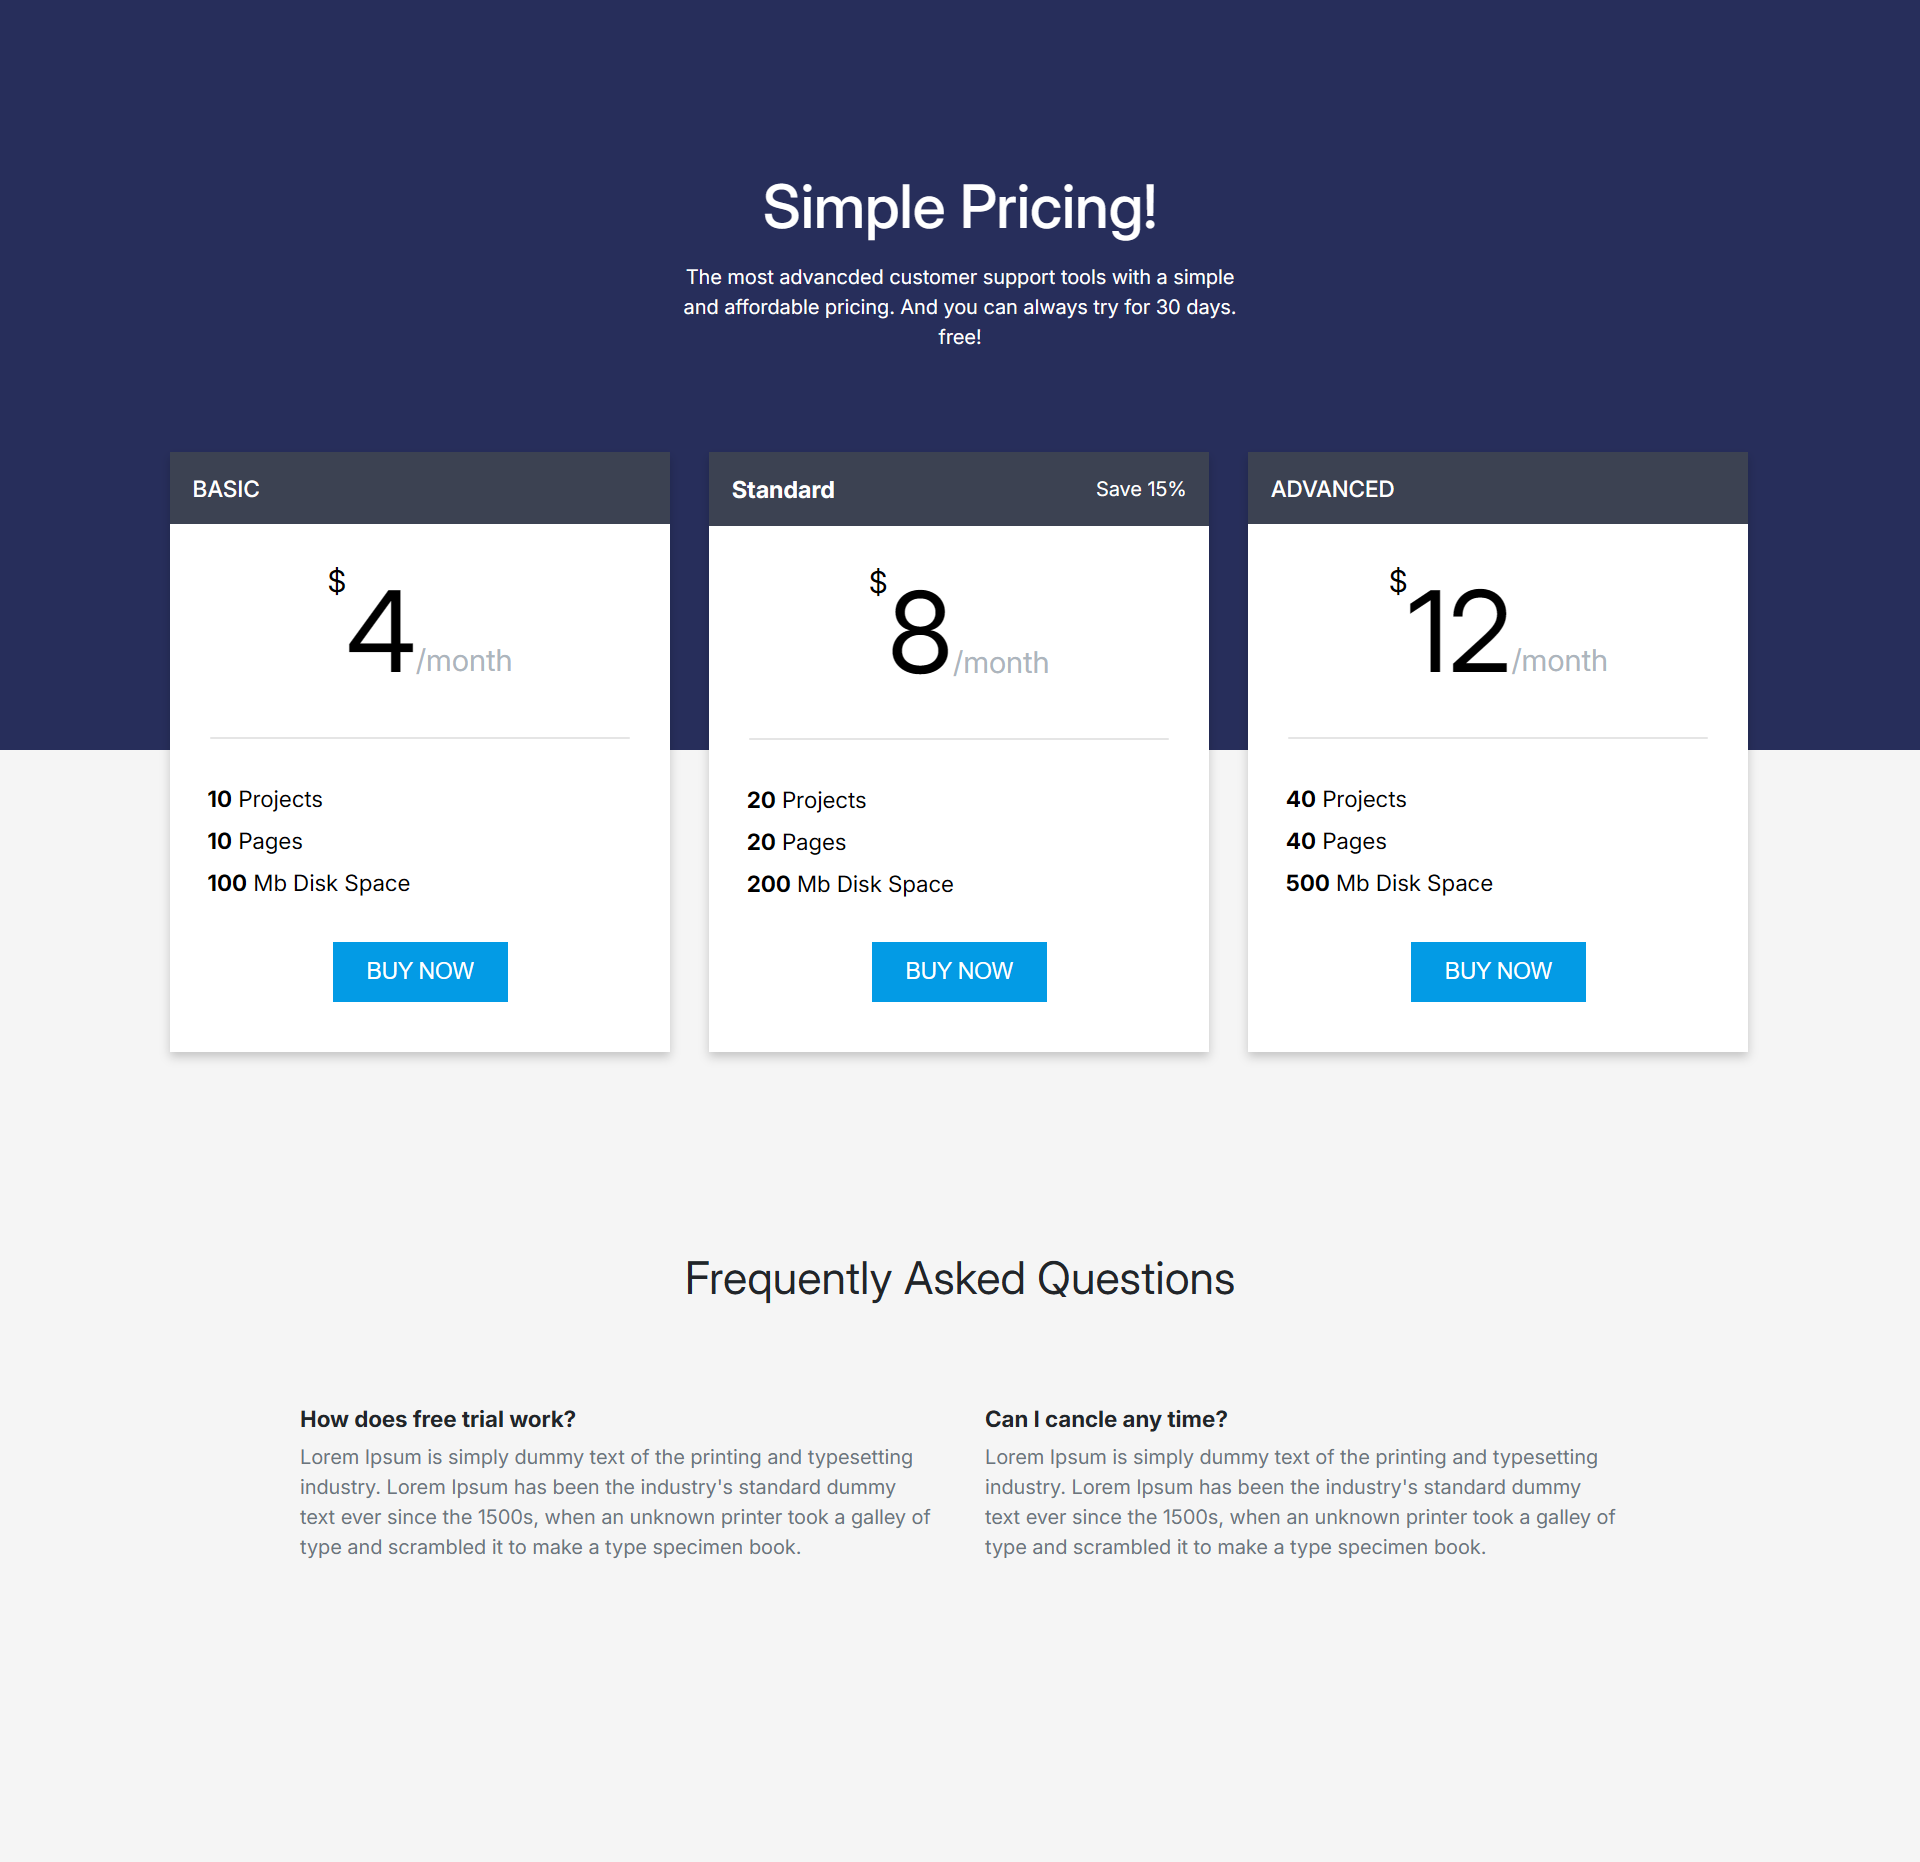 Simple Pricing!
The most advancded customer support tools with a simple
and affordable pricing. And you can always try for 30 days.
free!
BASIC
$4/month
10 Projects
10 Pages
100 Mb Disk Space
BUY NOW
Standard Save 15%
$8/month
20 Projects
20 Pages
200 Mb Disk Space
BUY NOW
ADVANCED
$12/month
40 Projects
40 Pages
500 Mb Disk Space
BUY NOW
Frequently Asked Questions
How does free trial work?
Lorem Ipsum is simply dummy text of the printing and typesetting
industry. Lorem Ipsum has been the industry's standard dummy
text ever since the 1500s, when an unknown printer took a galley of
type and scrambled it to make a type specimen book.
Can I cancle any time?
Lorem Ipsum is simply dummy text of the printing and typesetting
industry. Lorem Ipsum has been the industry's standard dummy
text ever since the 1500s, when an unknown printer took a galley of
type and scrambled it to make a type specimen book.